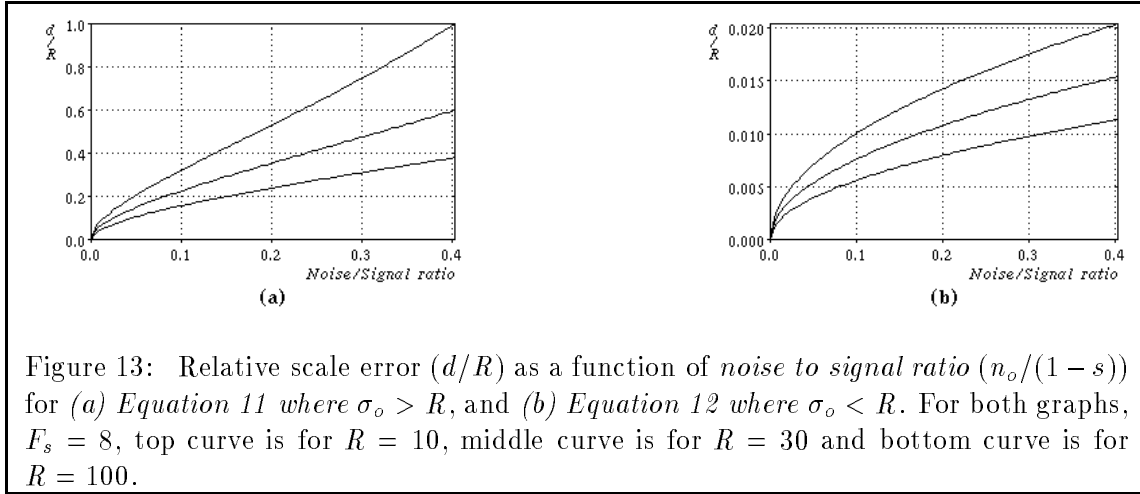 d/R
1.0
0.8
0.6
0.4
0.2
0.0
0.0 0.1 0.2 0.3 0.4
Noise/Signal ratio
(a)
d/R
0.020
0.015
0.010
0.005
0.000
0.0 0.1 0.2 0.3 0.4
Noise/Signal ratio
(b)
Figure 13: Relative scale error (d/R) as a function of noise to signal ratio (nₒ/(1 − s))
for (a) Equation 11 where σₒ > R, and (b) Equation 12 where σₒ < R. For both graphs,
Fₛ = 8, top curve is for R = 10, middle curve is for R = 30 and bottom curve is for
R = 100.